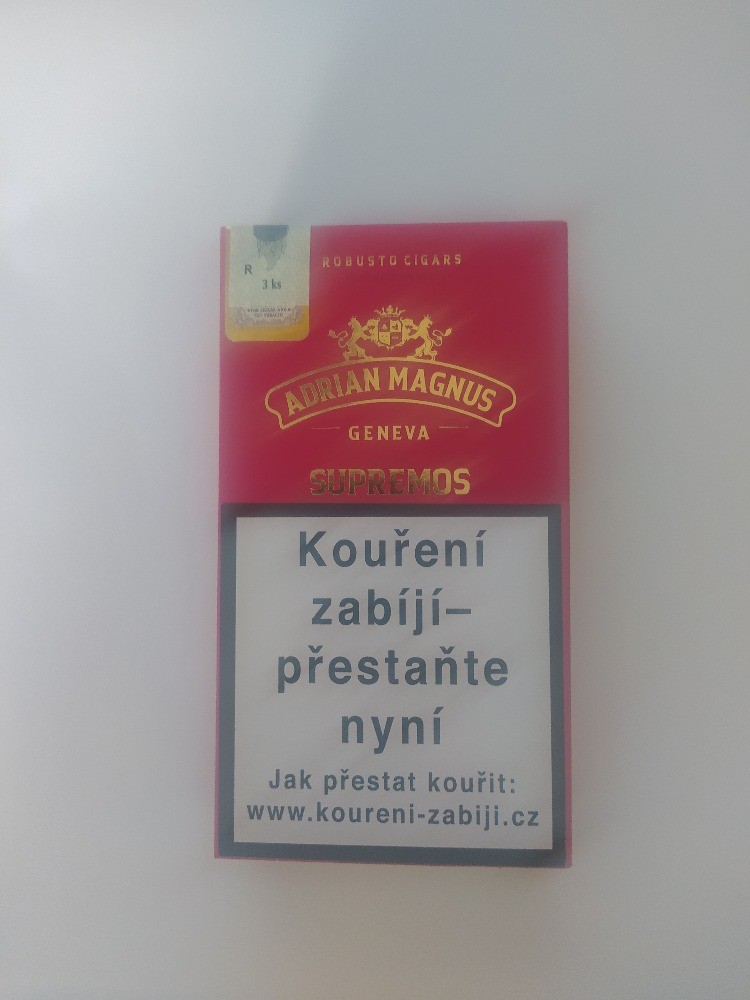 ROBUSTO CIGARS
R
3 ks
ADRIAN MAGNUS
GENEVA
SUPREMOS
Kouření
zabíjí–
přestaňte
nyní
Jak přestat kouřit:
www.koureni-zabiji.cz